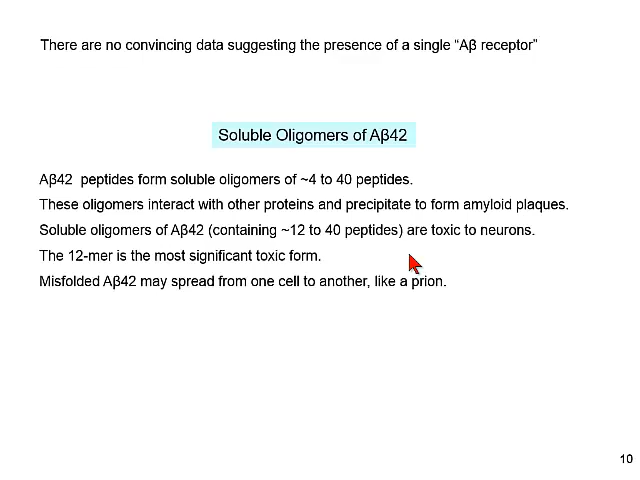 There are no convincing data suggesting the presence of a single “Aβ receptor”
Soluble Oligomers of Aβ42
Aβ42  peptides form soluble oligomers of ~4 to 40 peptides.
These oligomers interact with other proteins and precipitate to form amyloid plaques.
Soluble oligomers of Aβ42 (containing ~12 to 40 peptides) are toxic to neurons.
The 12-mer is the most significant toxic form.
Misfolded Aβ42 may spread from one cell to another, like a prion.
10